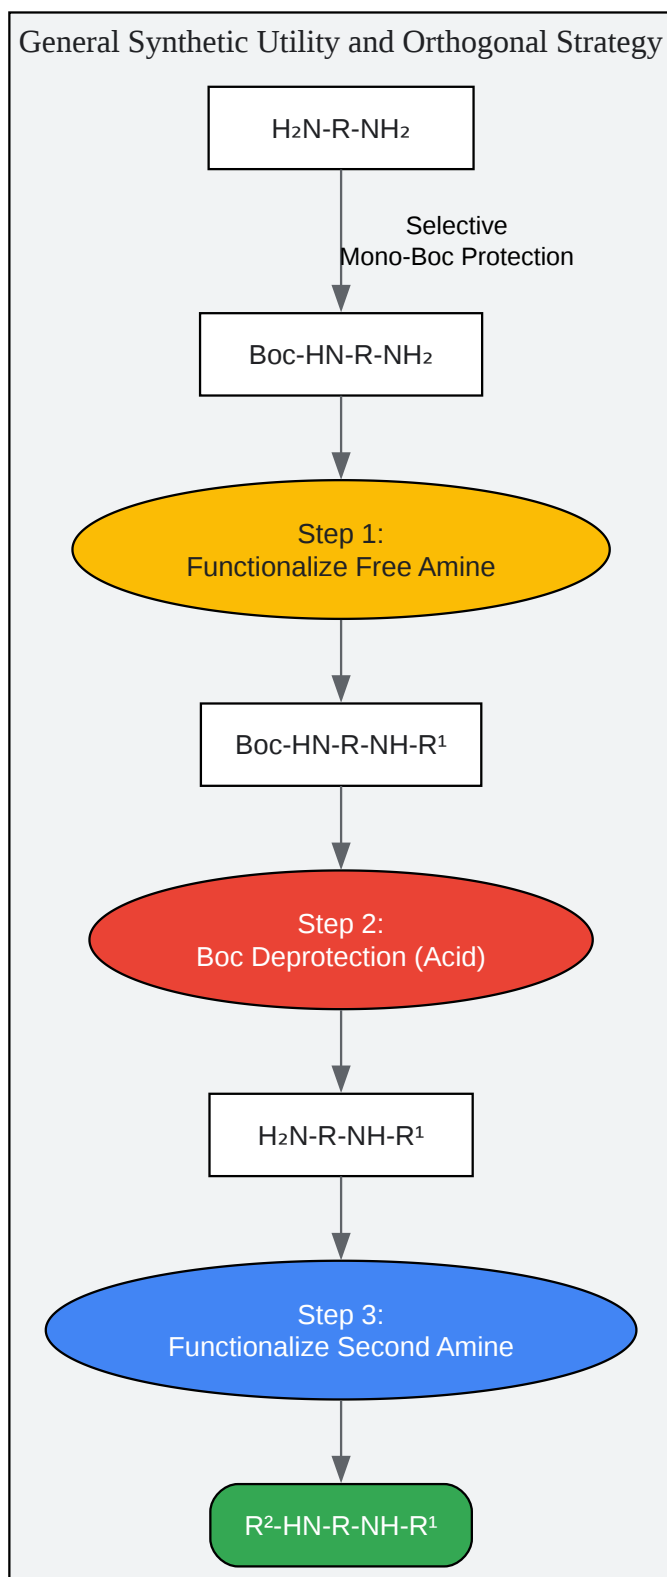 General Synthetic Utility and Orthogonal Strategy
H₂N-R-NH₂
Selective
Mono-Boc Protection
Boc-HN-R-NH₂
Step 1:
Functionalize Free Amine
Boc-HN-R-NH-R¹
Step 2:
Boc Deprotection (Acid)
H₂N-R-NH-R¹
Step 3:
Functionalize Second Amine
R²-HN-R-NH-R¹